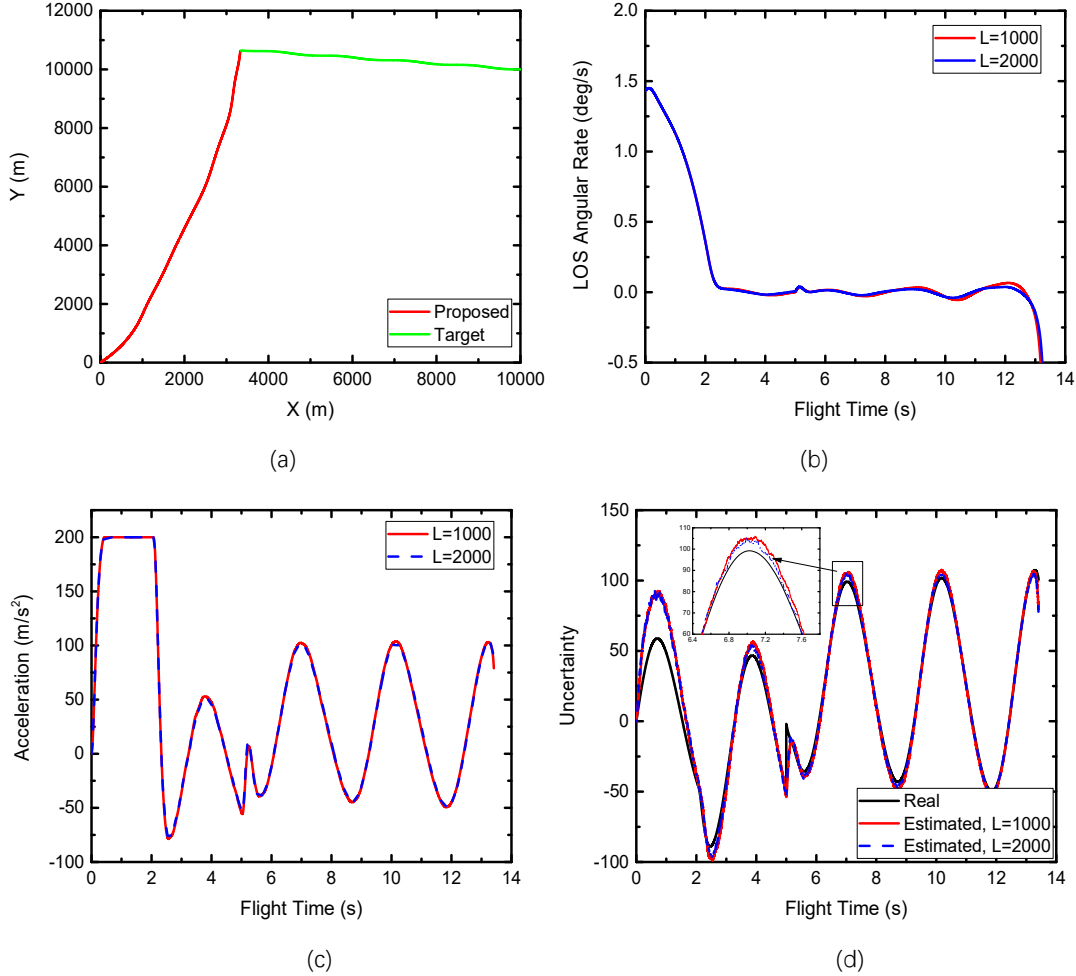 12000
10000
8000
6000
4000
2000
0
Y (m)
0 2000 4000 6000 8000 10000
X (m)
Proposed
Target
(a)
2.0
1.5
1.0
0.5
0.0
-0.5
LOS Angular Rate (deg/s)
0 2 4 6 8 10 12 14
Flight Time (s)
L=1000
L=2000
(b)
200
150
100
50
0
-50
-100
Acceleration (m/s²)
0 2 4 6 8 10 12 14
Flight Time (s)
L=1000
L=2000
(c)
150
100
50
0
-50
-100
Uncertainty
110
100
90
80
70
60
6.4 6.8 7.2 7.6
0 2 4 6 8 10 12 14
Flight Time (s)
Real
Estimated, L=1000
Estimated, L=2000
(d)